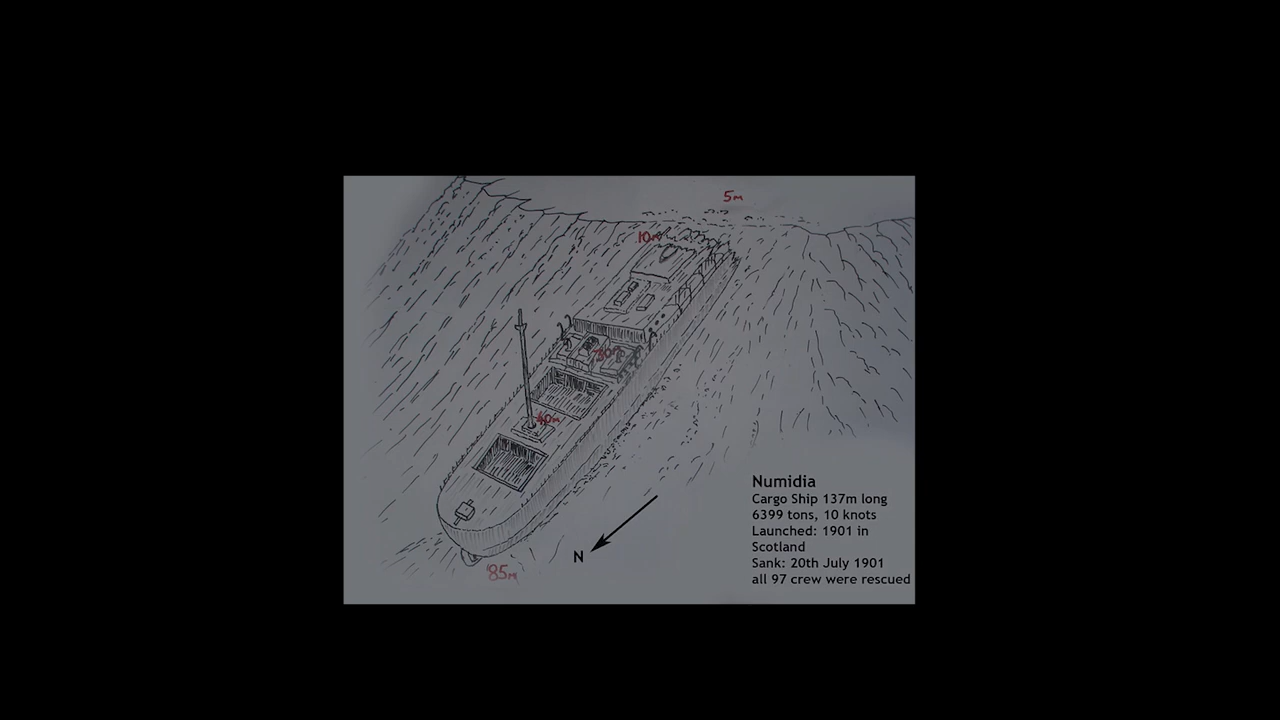 5m
10m
40m
N
85m
Numidia
Cargo Ship 137m long
6399 tons, 10 knots
Launched: 1901 in
Scotland
Sank: 20th July 1901
all 97 crew were rescued